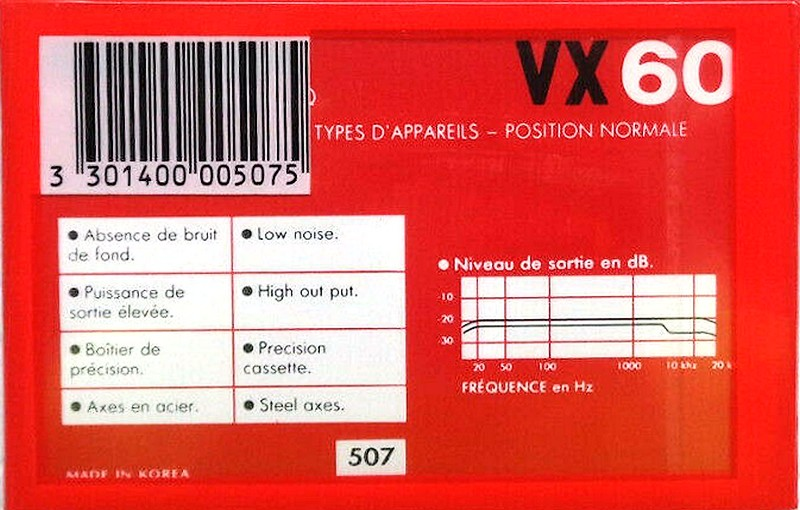 VX 60
TYPES D'APPAREILS – POSITION NORMALE
3 301400 005075
● Absence de bruit
de fond.
● Low noise.
● Puissance de
sortie élevée.
● High out put.
● Boîtier de
précision.
● Precision
cassette.
● Axes en acier.
● Steel axes.
● Niveau de sortie en dB.
-10
-20
-30
20 50 100 1000 10 kHz 20 k
FRÉQUENCE en Hz
507
MADE IN KOREA